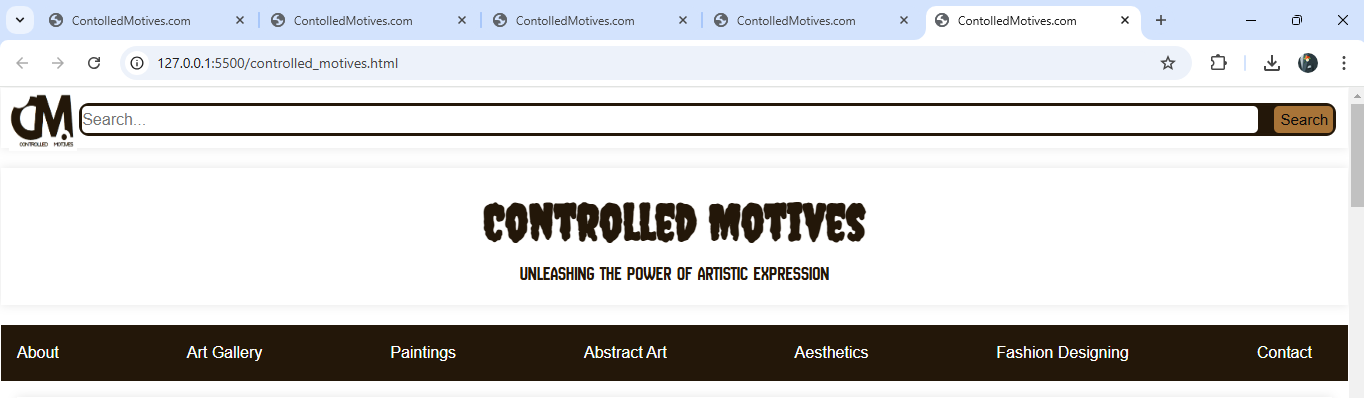 ContolledMotives.com ContolledMotives.com ContolledMotives.com ContolledMotives.com ContolledMotives.com
127.0.0.1:5500/controlled_motives.html
CM.
CONTROLLED MOTIVES
Search...
Search
CONTROLLED MOTIVES
UNLEASHING THE POWER OF ARTISTIC EXPRESSION
About Art Gallery Paintings Abstract Art Aesthetics Fashion Designing Contact